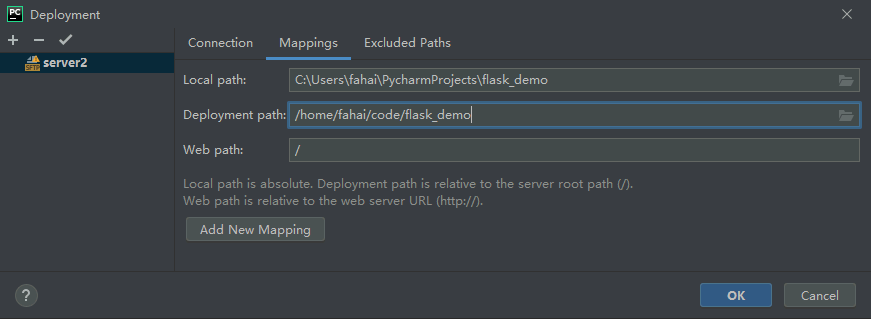 PC Deployment
+ − ✓
SFTP server2
Connection Mappings Excluded Paths
Local path: C:\Users\fahai\PycharmProjects\flask_demo
Deployment path: /home/fahai/code/flask_demo
Web path: /
Local path is absolute. Deployment path is relative to the server root path (/).
Web path is relative to the web server URL (http://).
Add New Mapping
? OK Cancel